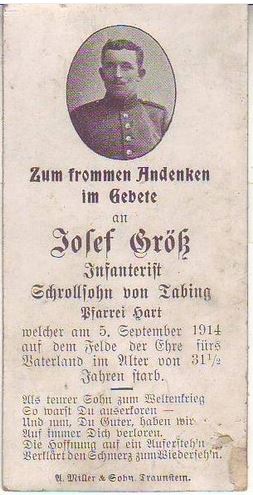 Zum frommen Andenken
im Gebete
an
Josef Größ
Infanterist
Schrollsohn von Tabing
Pfarrei Hart
welcher am 5. September 1914
auf dem Felde der Ehre fürs
Vaterland im Alter von 31½
Jahren starb.
Als teurer Sohn zum Weltenkrieg
So warst Du auserkoren —
Und nun, Du Guter, haben wir
Auf immer Dich verloren.
Die Hoffnung auf ein Aufersteh'n
Verklärt den Schmerz zum Wiederseh'n.
A. Miller & Sohn, Traunstein.